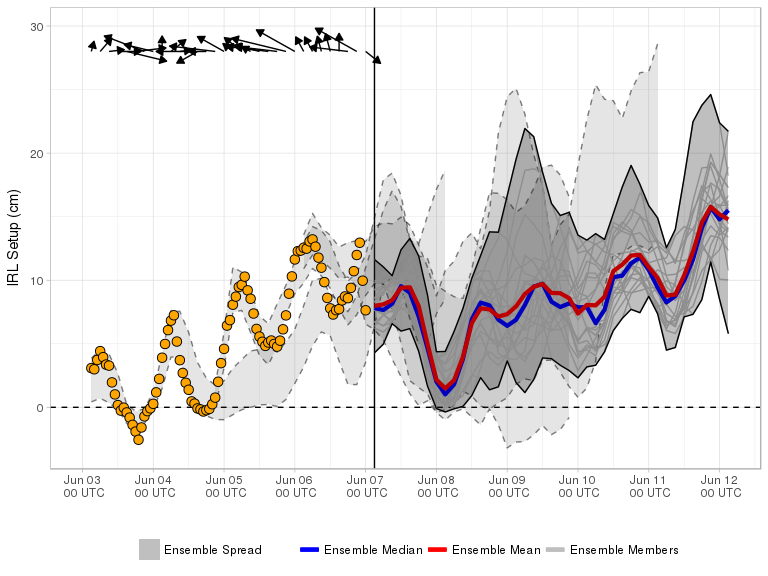 30
20
10
0
IRL Setup (cm)
Jun 03 Jun 04 Jun 05 Jun 06 Jun 07 Jun 08 Jun 09 Jun 10 Jun 11 Jun 12
00 UTC 00 UTC 00 UTC 00 UTC 00 UTC 00 UTC 00 UTC 00 UTC 00 UTC 00 UTC
Ensemble Spread Ensemble Median Ensemble Mean Ensemble Members